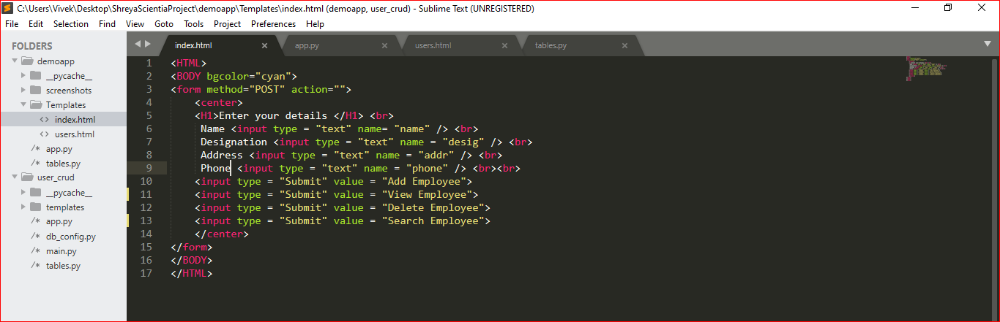 C:\Users\Vivek\Desktop\ShreyaScientiaProject\demoapp\Templates\index.html (demoapp, user_crud) - Sublime Text (UNREGISTERED)
File Edit Selection Find View Goto Tools Project Preferences Help
FOLDERS
demoapp
__pycache__
screenshots
Templates
<> index.html
<> users.html
/* app.py
/* tables.py
user_crud
__pycache__
templates
/* app.py
/* db_config.py
/* main.py
/* tables.py
index.html × app.py × users.html × tables.py ×
1 <HTML>
2 <BODY bgcolor="cyan">
3 <form method="POST" action="">
4 <center>
5 <H1>Enter your details </H1> <br>
6 Name <input type = "text" name= "name" /> <br>
7 Designation <input type = "text" name = "desig" /> <br>
8 Address <input type = "text" name = "addr" /> <br>
9 Phone <input type = "text" name = "phone" /> <br><br>
10 <input type = "Submit" value = "Add Employee">
11 <input type = "Submit" value = "View Employee">
12 <input type = "Submit" value = "Delete Employee">
13 <input type = "Submit" value = "Search Employee">
14 </center>
15 </form>
16 </BODY>
17 </HTML>